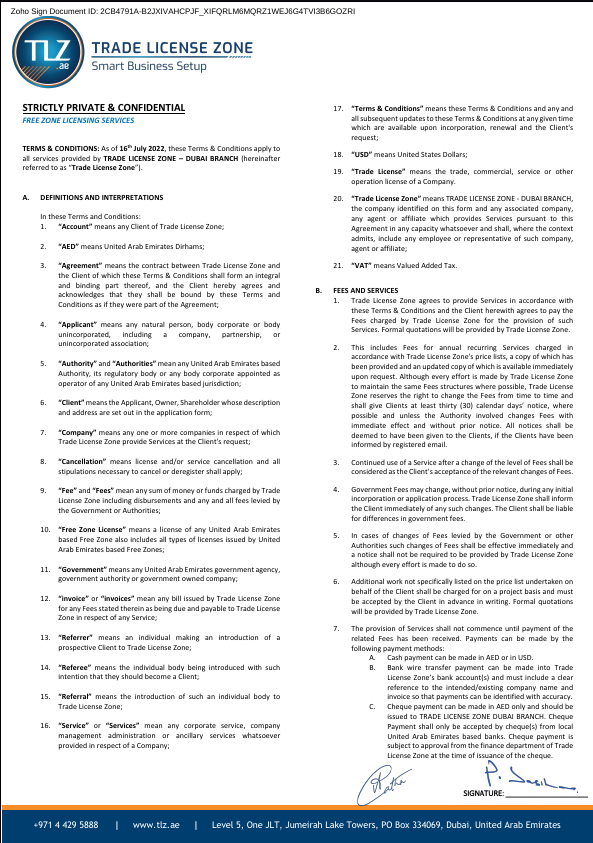 Zoho Sign Document ID: 2CB4791A-B2JXIVAHCPJF_XIFQRLM6MQRZ1WEJ6G4TVI3B6GOZRI
TLZ
.ae
TRADE LICENSE ZONE
Smart Business Setup
STRICTLY PRIVATE & CONFIDENTIAL
FREE ZONE LICENSING SERVICES
TERMS & CONDITIONS: As of 16th July 2022, these Terms & Conditions apply to
all services provided by TRADE LICENSE ZONE – DUBAI BRANCH (hereinafter
referred to as "Trade License Zone").
A. DEFINITIONS AND INTERPRETATIONS
In these Terms and Conditions:
1. "Account" means any Client of Trade License Zone;
2. "AED" means United Arab Emirates Dirhams;
3. "Agreement" means the contract between Trade License Zone and
the Client of which these Terms & Conditions shall form an integral
and binding part thereof, and the Client hereby agrees and
acknowledges that they shall be bound by these Terms and
Conditions as if they were part of the Agreement;
4. "Applicant" means any natural person, body corporate or body
unincorporated, including a company, partnership, or
unincorporated association;
5. "Authority" and "Authorities" mean any United Arab Emirates based
Authority, its regulatory body or any body corporate appointed as
operator of any United Arab Emirates based jurisdiction;
6. "Client" means the Applicant, Owner, Shareholder whose description
and address are set out in the application form;
7. "Company" means any one or more companies in respect of which
Trade License Zone provide Services at the Client's request;
8. "Cancellation" means license and/or service cancellation and all
stipulations necessary to cancel or deregister shall apply;
9. "Fee" and "Fees" mean any sum of money or funds charged by Trade
License Zone including disbursements and any and all fees levied by
the Government or Authorities;
10. "Free Zone License" means a license of any United Arab Emirates
based Free Zone also includes all types of licenses issued by United
Arab Emirates based Free Zones;
11. "Government" means any United Arab Emirates government agency,
government authority or government owned company;
12. "invoice" or "invoices" mean any bill issued by Trade License Zone
for any Fees stated therein as being due and payable to Trade License
Zone in respect of any Service;
13. "Referrer" means an individual making an introduction of a
prospective Client to Trade License Zone;
14. "Referee" means the individual body being introduced with such
intention that they should become a Client;
15. "Referral" means the introduction of such an individual body to
Trade License Zone;
16. "Service" or "Services" mean any corporate service, company
management administration or ancillary services whatsoever
provided in respect of a Company;
17. "Terms & Conditions" means these Terms & Conditions and any and
all subsequent updates to these Terms & Conditions at any given time
which are available upon incorporation, renewal and the Client's
request;
18. "USD" means United States Dollars;
19. "Trade License" means the trade, commercial, service or other
operation license of a Company.
20. "Trade License Zone" means TRADE LICENSE ZONE - DUBAI BRANCH,
the company identified on this form and any associated company,
any agent or affiliate which provides Services pursuant to this
Agreement in any capacity whatsoever and shall, where the context
admits, include any employee or representative of such company,
agent or affiliate;
21. "VAT" means Valued Added Tax.
B. FEES AND SERVICES
1. Trade License Zone agrees to provide Services in accordance with
these Terms & Conditions and the Client herewith agrees to pay the
Fees charged by Trade License Zone for the provision of such
Services. Formal quotations will be provided by Trade License Zone.
2. This includes Fees for annual recurring Services charged in
accordance with Trade License Zone's price lists, a copy of which has
been provided and an updated copy of which is available immediately
upon request. Although every effort is made by Trade License Zone
to maintain the same Fees structures where possible, Trade License
Zone reserves the right to change the Fees from time to time and
shall give Clients at least thirty (30) calendar days' notice, where
possible and unless the Authority involved changes Fees with
immediate effect and without prior notice. All notices shall be
deemed to have been given to the Clients, if the Clients have been
informed by registered email.
3. Continued use of a Service after a change of the level of Fees shall be
considered as the Client's acceptance of the relevant changes of Fees.
4. Government Fees may change, without prior notice, during any initial
incorporation or application process. Trade License Zone shall inform
the Client immediately of any such changes. The Client shall be liable
for differences in government fees.
5. In cases of changes of Fees levied by the Government or other
Authorities such changes of Fees shall be effective immediately and
a notice shall not be required to be provided by Trade License Zone
although every effort is made to do so.
6. Additional work not specifically listed on the price list undertaken on
behalf of the Client shall be charged for on a project basis and must
be accepted by the Client in advance in writing. Formal quotations
will be provided by Trade License Zone.
7. The provision of Services shall not commence until payment of the
related Fees has been received. Payments can be made by the
following payment methods:
A. Cash payment can be made in AED or in USD.
B. Bank wire transfer payment can be made into Trade
License Zone's bank account(s) and must include a clear
reference to the intended/existing company name and
invoice so that payments can be identified with accuracy.
C. Cheque payment can be made in AED only and should be
issued to TRADE LICENSE ZONE DUBAI BRANCH. Cheque
Payment shall only be accepted by cheque(s) from local
United Arab Emirates based banks. Cheque payment is
subject to approval from the finance department of Trade
License Zone at the time of issuance of the cheque.
SIGNATURE:
+971 4 429 5888 | www.tlz.ae | Level 5, One JLT, Jumeirah Lake Towers, PO Box 334069, Dubai, United Arab Emirates